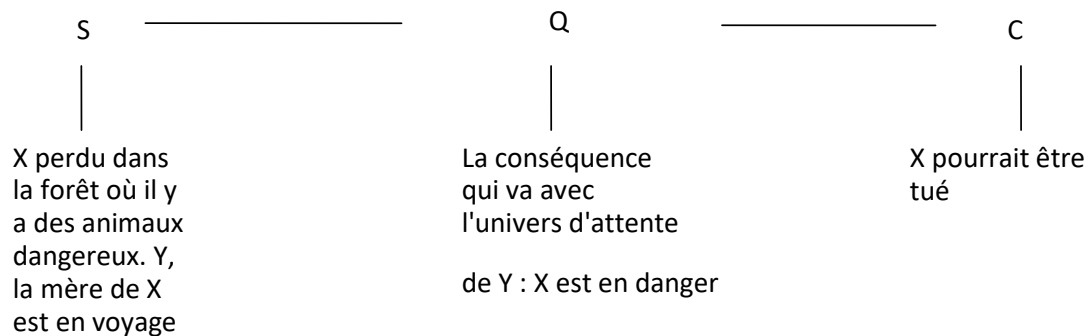 S
Q
C
X perdu dans
la forêt où il y
a des animaux
dangereux. Y,
la mère de X
est en voyage
La conséquence
qui va avec
l'univers d'attente
de Y : X est en danger
X pourrait être
tué